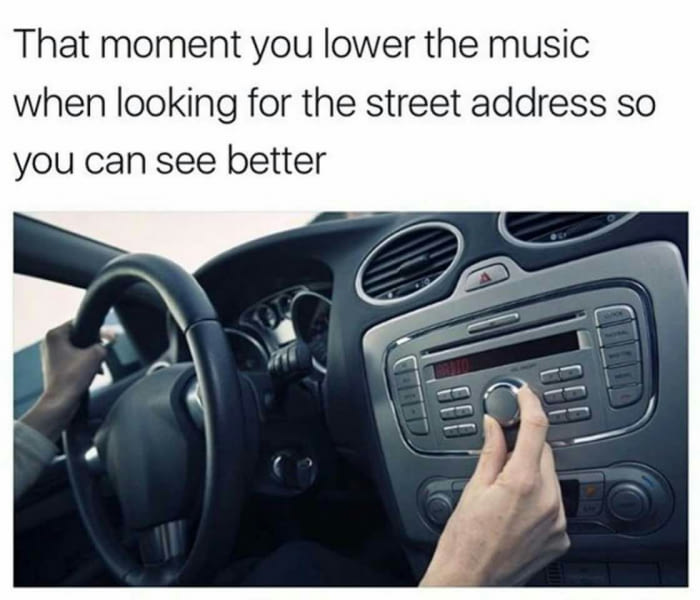 That moment you lower the music
when looking for the street address so
you can see better